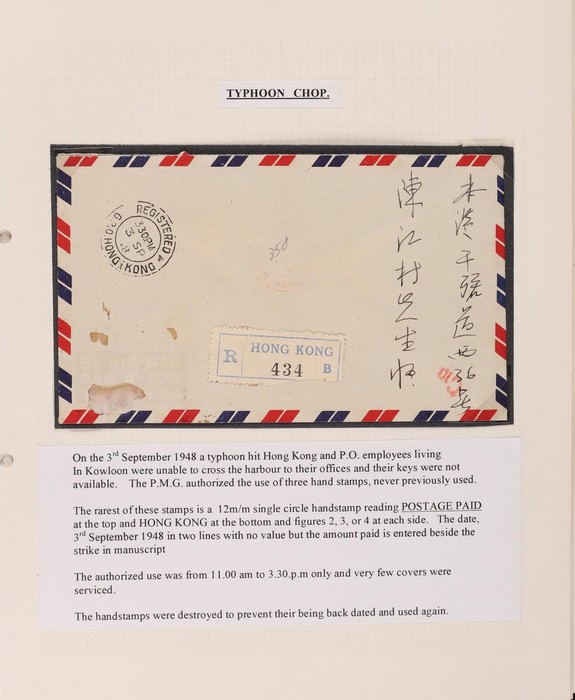 TYPHOON CHOP.
REGISTERED
G.P.O. HONG KONG
3.30PM
3 SP
350
R HONG KONG
434 B
本港干諾道西36號
陳江村先生收
On the 3rd September 1948 a typhoon hit Hong Kong and P.O. employees living
In Kowloon were unable to cross the harbour to their offices and their keys were not
available. The P.M.G. authorized the use of three hand stamps, never previously used.
The rarest of these stamps is a 12m/m single circle handstamp reading POSTAGE PAID
at the top and HONG KONG at the bottom and figures 2, 3, or 4 at each side. The date,
3rd September 1948 in two lines with no value but the amount paid is entered beside the
strike in manuscript
The authorized use was from 11.00 am to 3.30.p.m only and very few covers were
serviced.
The handstamps were destroyed to prevent their being back dated and used again.